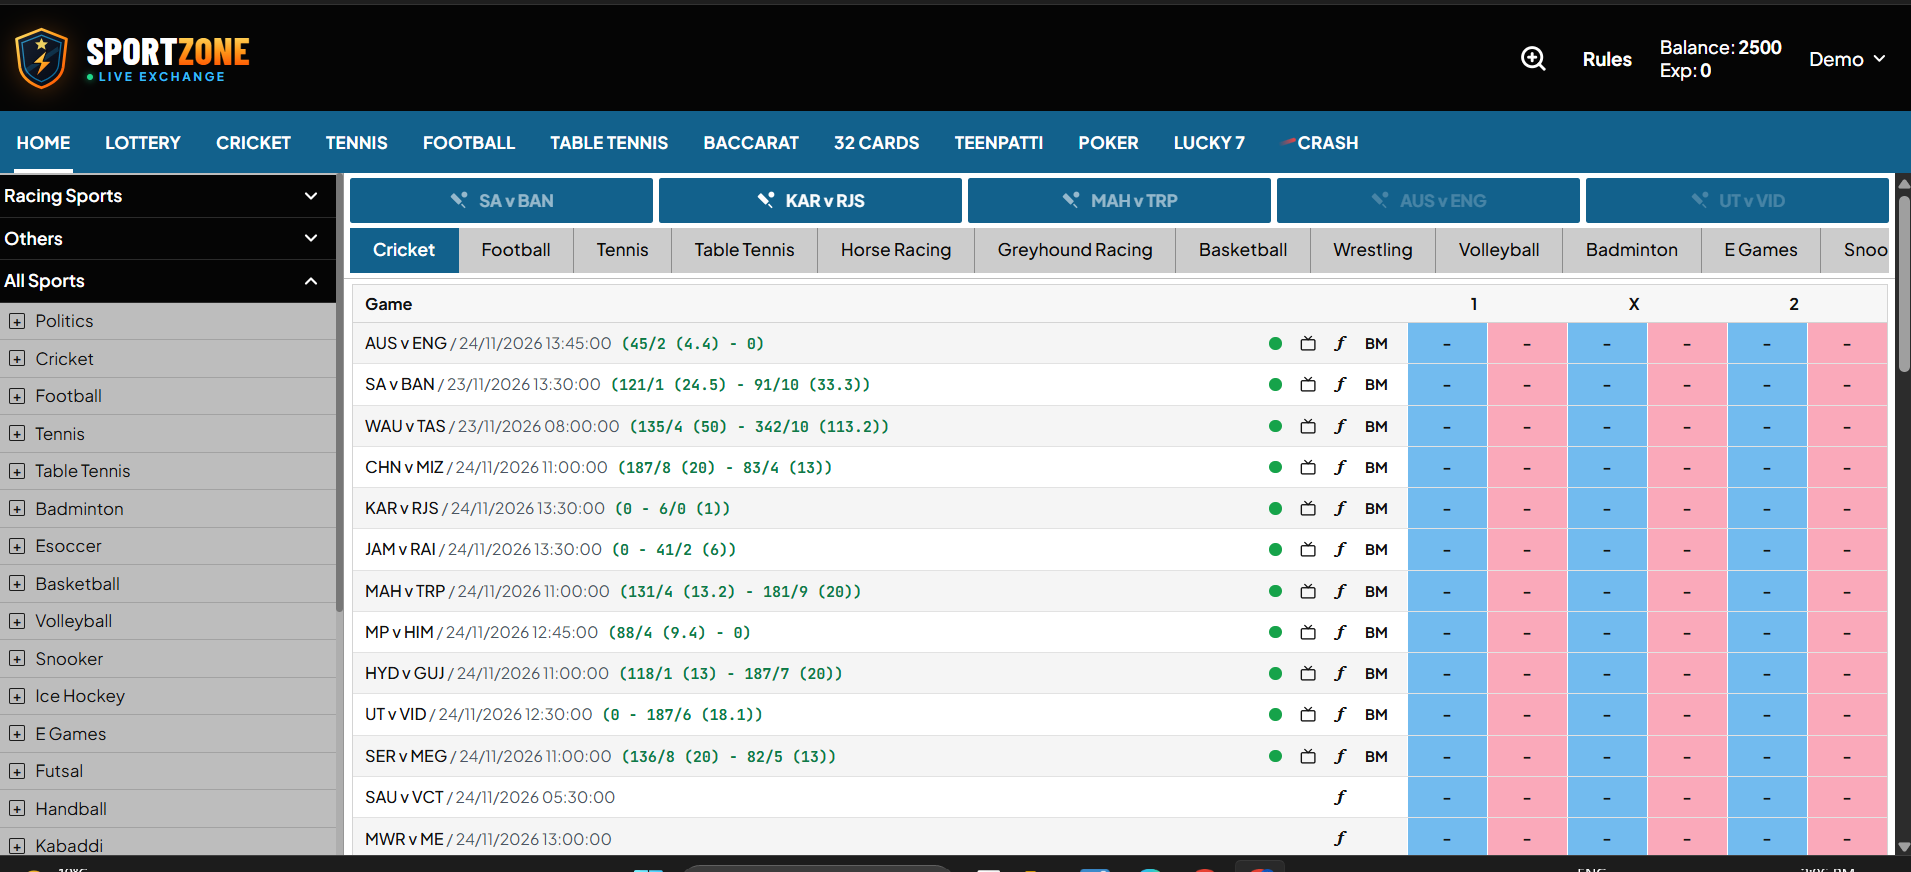 SPORTZONE
LIVE EXCHANGE
Rules
Balance: 2500
Exp: 0
Demo
HOME LOTTERY CRICKET TENNIS FOOTBALL TABLE TENNIS BACCARAT 32 CARDS TEENPATTI POKER LUCKY 7 CRASH
Racing Sports
Others
All Sports
Politics
Cricket
Football
Tennis
Table Tennis
Badminton
Esoccer
Basketball
Volleyball
Snooker
Ice Hockey
E Games
Futsal
Handball
Kabaddi
SA v BAN KAR v RJS MAH v TRP AUS v ENG UT v VID
Cricket Football Tennis Table Tennis Horse Racing Greyhound Racing Basketball Wrestling Volleyball Badminton E Games Snoo
Game 1 X 2
AUS v ENG / 24/11/2026 13:45:00 (45/2 (4.4) - 0) f BM - - - - - -
SA v BAN / 23/11/2026 13:30:00 (121/1 (24.5) - 91/10 (33.3)) f BM - - - - - -
WAU v TAS / 23/11/2026 08:00:00 (135/4 (50) - 342/10 (113.2)) f BM - - - - - -
CHN v MIZ / 24/11/2026 11:00:00 (187/8 (20) - 83/4 (13)) f BM - - - - - -
KAR v RJS / 24/11/2026 13:30:00 (0 - 6/0 (1)) f BM - - - - - -
JAM v RAI / 24/11/2026 13:30:00 (0 - 41/2 (6)) f BM - - - - - -
MAH v TRP / 24/11/2026 11:00:00 (131/4 (13.2) - 181/9 (20)) f BM - - - - - -
MP v HIM / 24/11/2026 12:45:00 (88/4 (9.4) - 0) f BM - - - - - -
HYD v GUJ / 24/11/2026 11:00:00 (118/1 (13) - 187/7 (20)) f BM - - - - - -
UT v VID / 24/11/2026 12:30:00 (0 - 187/6 (18.1)) f BM - - - - - -
SER v MEG / 24/11/2026 11:00:00 (136/8 (20) - 82/5 (13)) f BM - - - - - -
SAU v VCT / 24/11/2026 05:30:00 f - - - - - -
MWR v ME / 24/11/2026 13:00:00 f - - - - - -